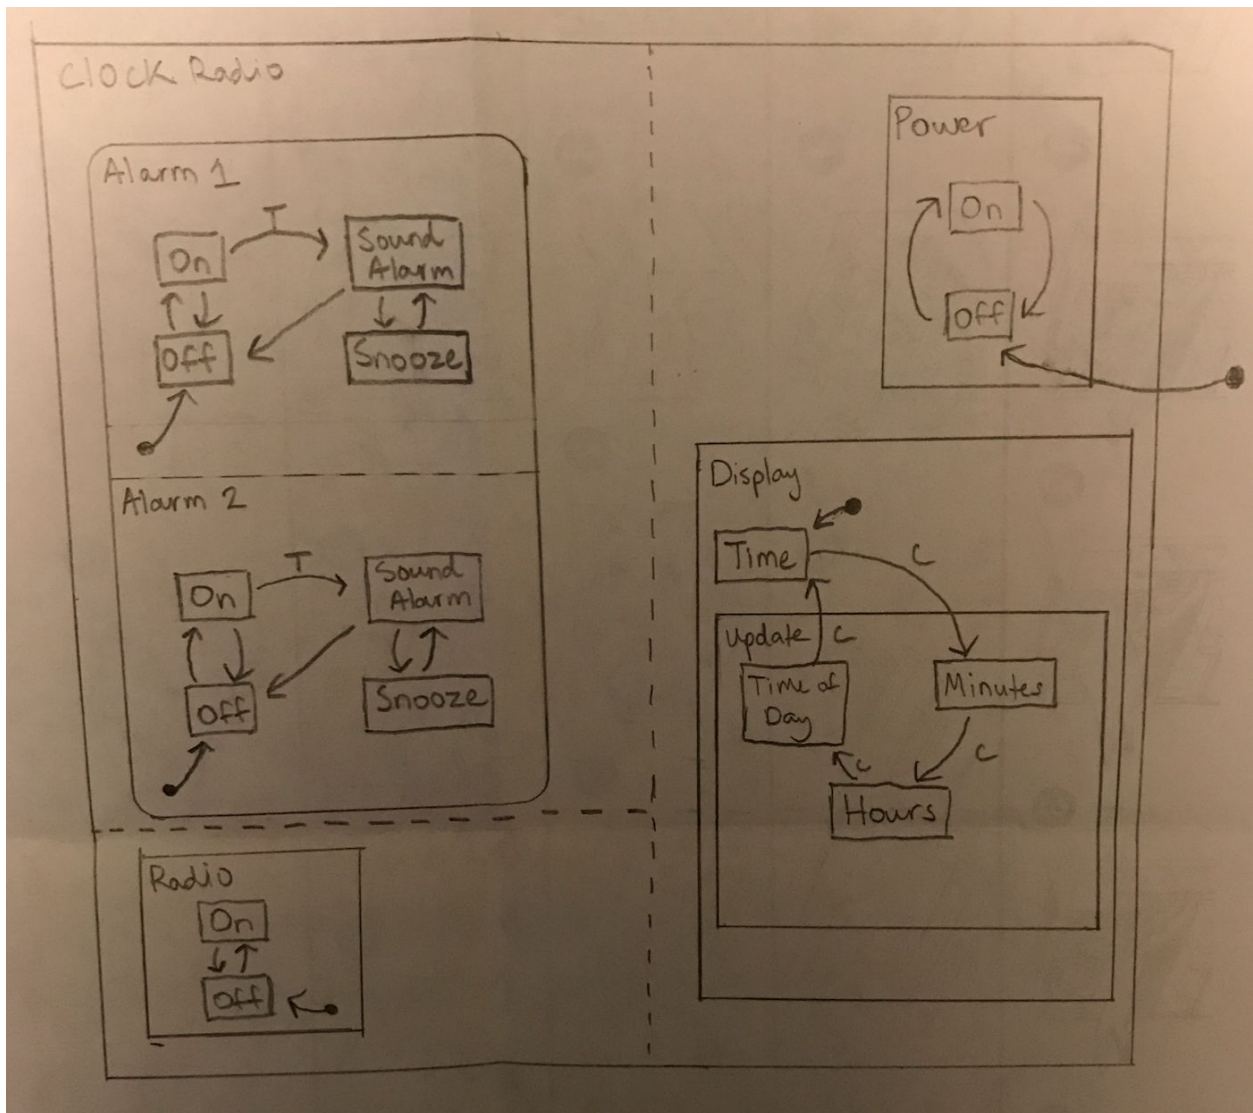 Clock Radio
Alarm 1
On
T
Sound
Alarm
Off
Snooze
Alarm 2
On
T
Sound
Alarm
Off
Snooze
Radio
On
Off
Power
On
Off
Display
Time
C
Update
C
Time of
Day
Minutes
C
C
Hours